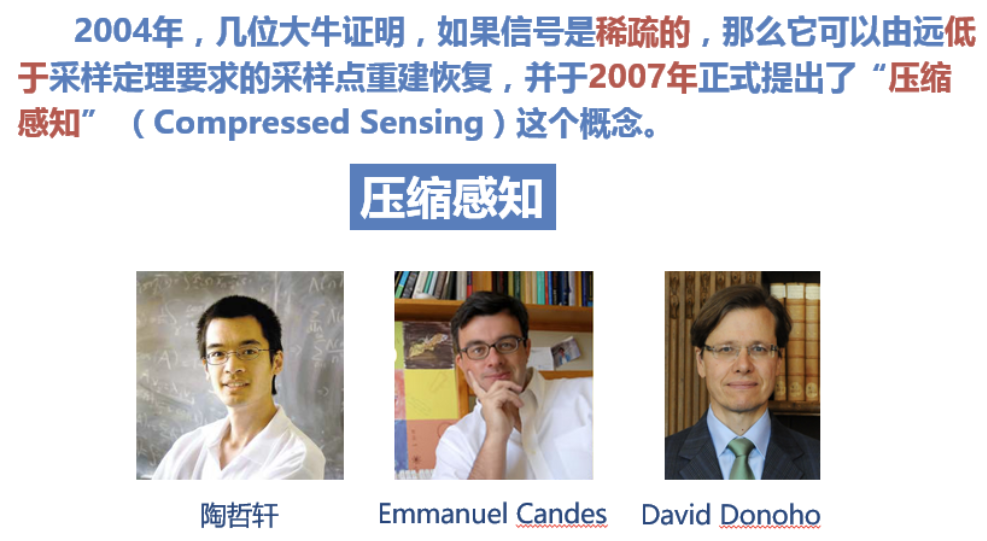 2004年，几位大牛证明，如果信号是稀疏的，那么它可以由远低
于采样定理要求的采样点重建恢复，并于2007年正式提出了“压缩
感知”（Compressed Sensing）这个概念。
压缩感知
陶哲轩
Emmanuel Candes
David Donoho